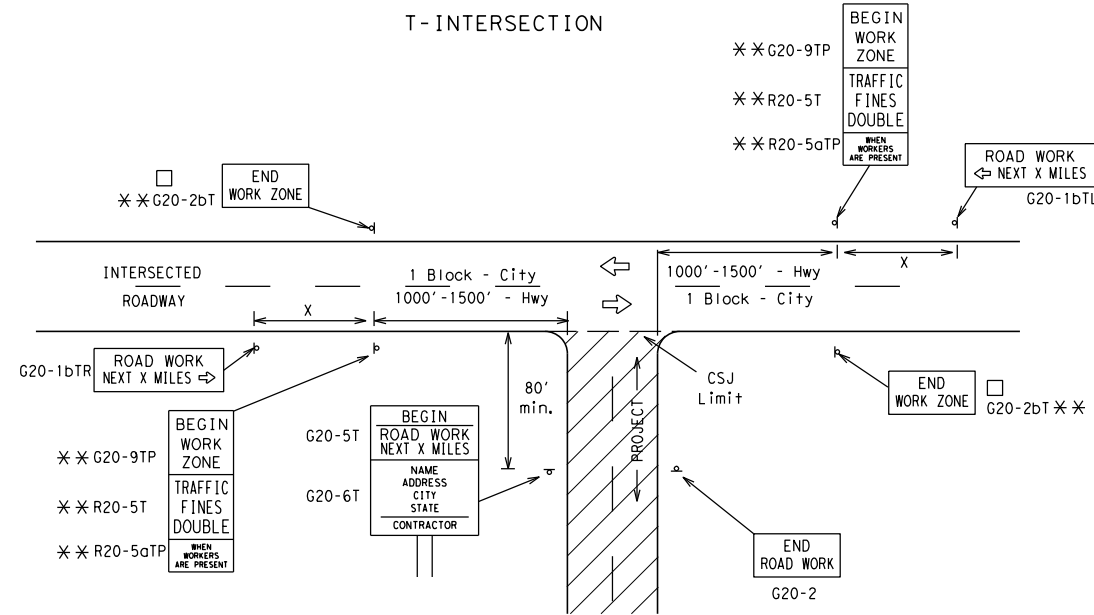 T-INTERSECTION
BEGIN
WORK
ZONE
**G20-9TP
TRAFFIC
FINES
DOUBLE
**R20-5T
WHEN
WORKERS
ARE PRESENT
**R20-5aTP
ROAD WORK
⇦ NEXT X MILES
G20-1bTL
END
WORK ZONE
□
**G20-2bT
INTERSECTED
ROADWAY
1 Block - City
1000'-1500' - Hwy
X
1000'-1500' - Hwy
1 Block - City
X
G20-1bTR
ROAD WORK
NEXT X MILES ⇨
80'
min.
CSJ
Limit
PROJECT
END
WORK ZONE
□
G20-2bT **
BEGIN
WORK
ZONE
** G20-9TP
TRAFFIC
FINES
DOUBLE
** R20-5T
WHEN
WORKERS
ARE PRESENT
** R20-5aTP
G20-5T
BEGIN
ROAD WORK
NEXT X MILES
G20-6T
NAME
ADDRESS
CITY
STATE
CONTRACTOR
END
ROAD WORK
G20-2